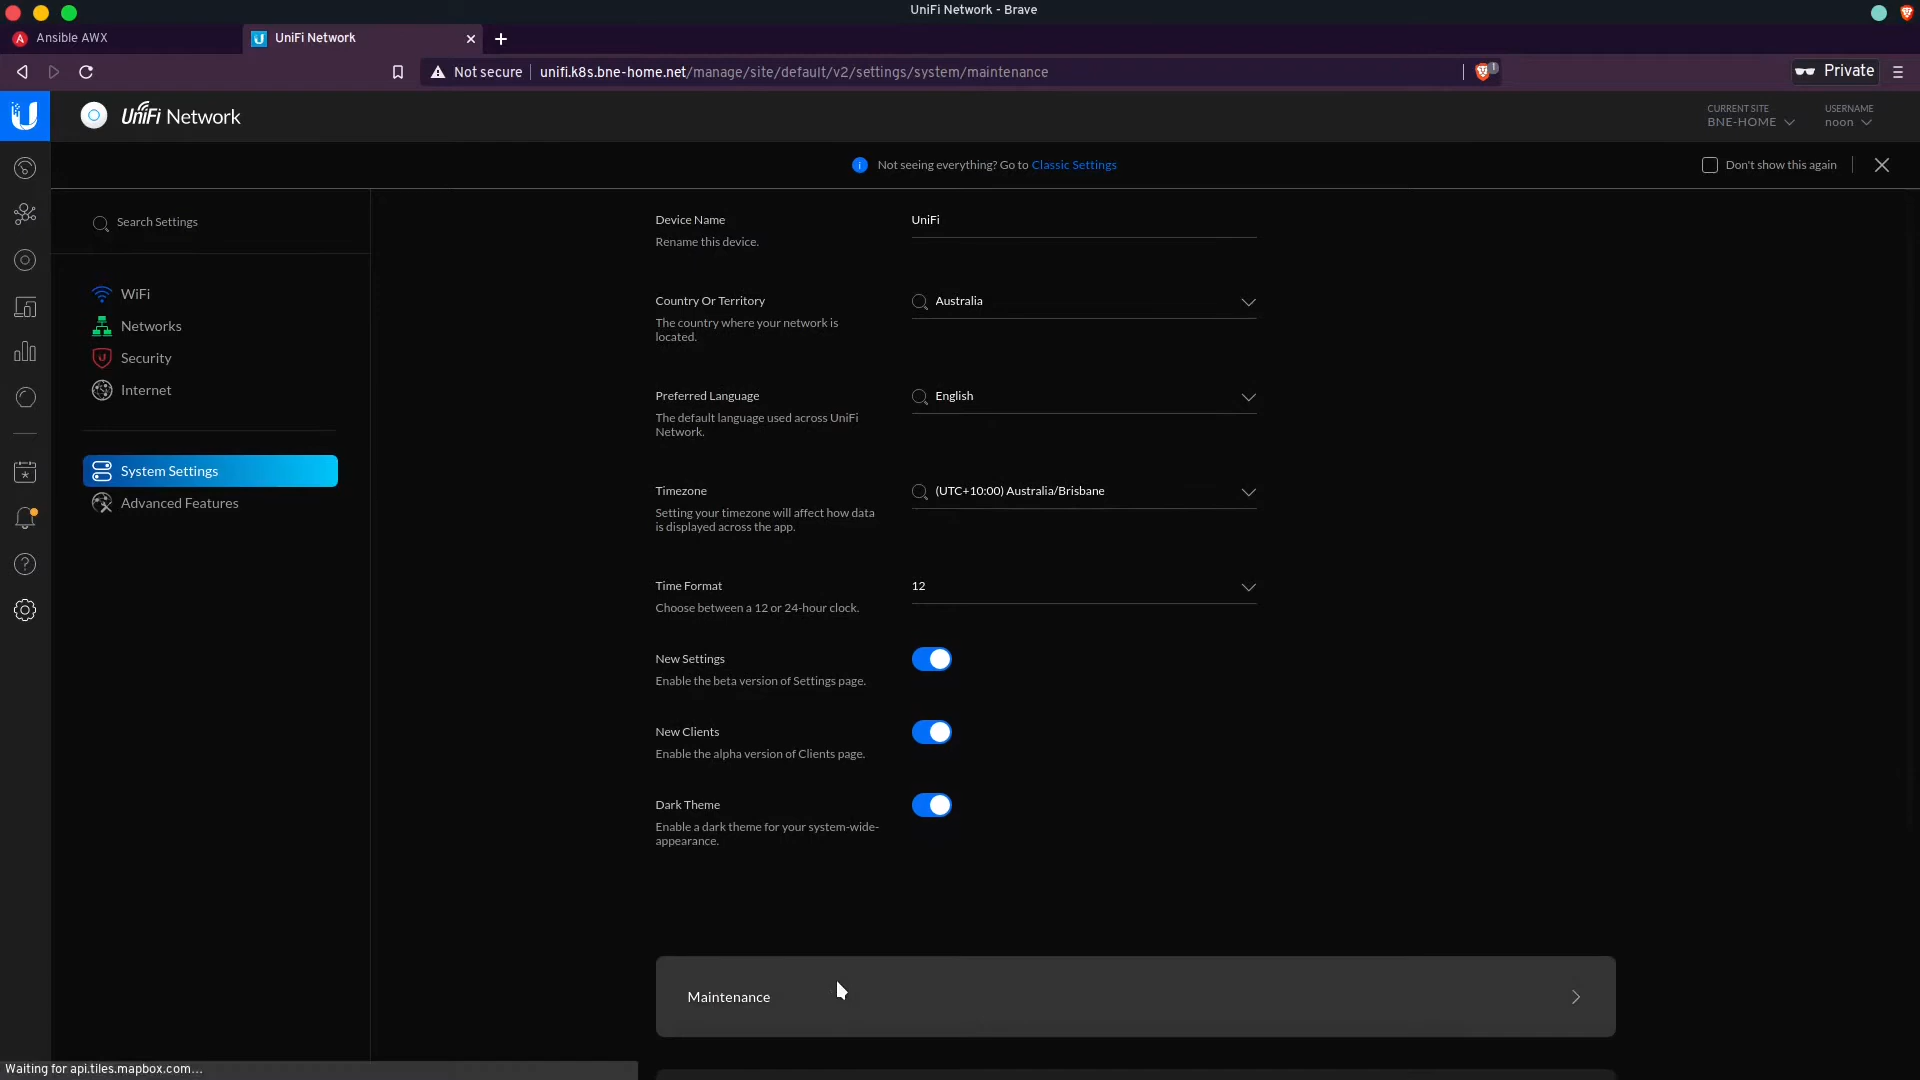 UniFi Network - Brave
Ansible AWX
UniFi Network
Not secure
unifi.k8s.bne-home.net/manage/site/default/v2/settings/system/maintenance
1
Private
UniFi Network
CURRENT SITE
BNE-HOME
USERNAME
noon
Not seeing everything? Go to Classic Settings
Don't show this again
Search Settings
WiFi
Networks
Security
Internet
System Settings
Advanced Features
Device Name
Rename this device.
UniFi
Country Or Territory
The country where your network is
located.
Australia
Preferred Language
The default language used across UniFi
Network.
English
Timezone
Setting your timezone will affect how data
is displayed across the app.
(UTC+10:00) Australia/Brisbane
Time Format
Choose between a 12 or 24-hour clock.
12
New Settings
Enable the beta version of Settings page.
New Clients
Enable the alpha version of Clients page.
Dark Theme
Enable a dark theme for your system-wide-
appearance.
Maintenance
Waiting for api.tiles.mapbox.com...